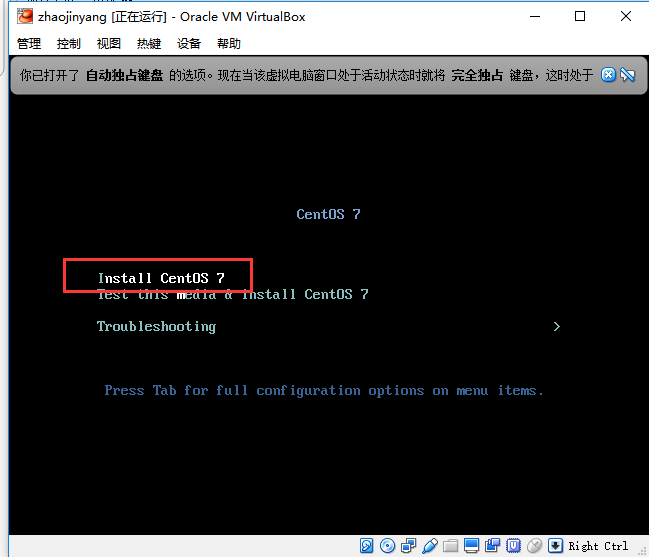 zhaojinyang [正在运行] - Oracle VM VirtualBox
管理 控制 视图 热键 设备 帮助
你已打开了 自动独占键盘 的选项。现在当该虚拟电脑窗口处于活动状态时就将 完全独占 键盘，这时处于
CentOS 7
Install CentOS 7
Test this media & install CentOS 7
Troubleshooting >
Press Tab for full configuration options on menu items.
Right Ctrl